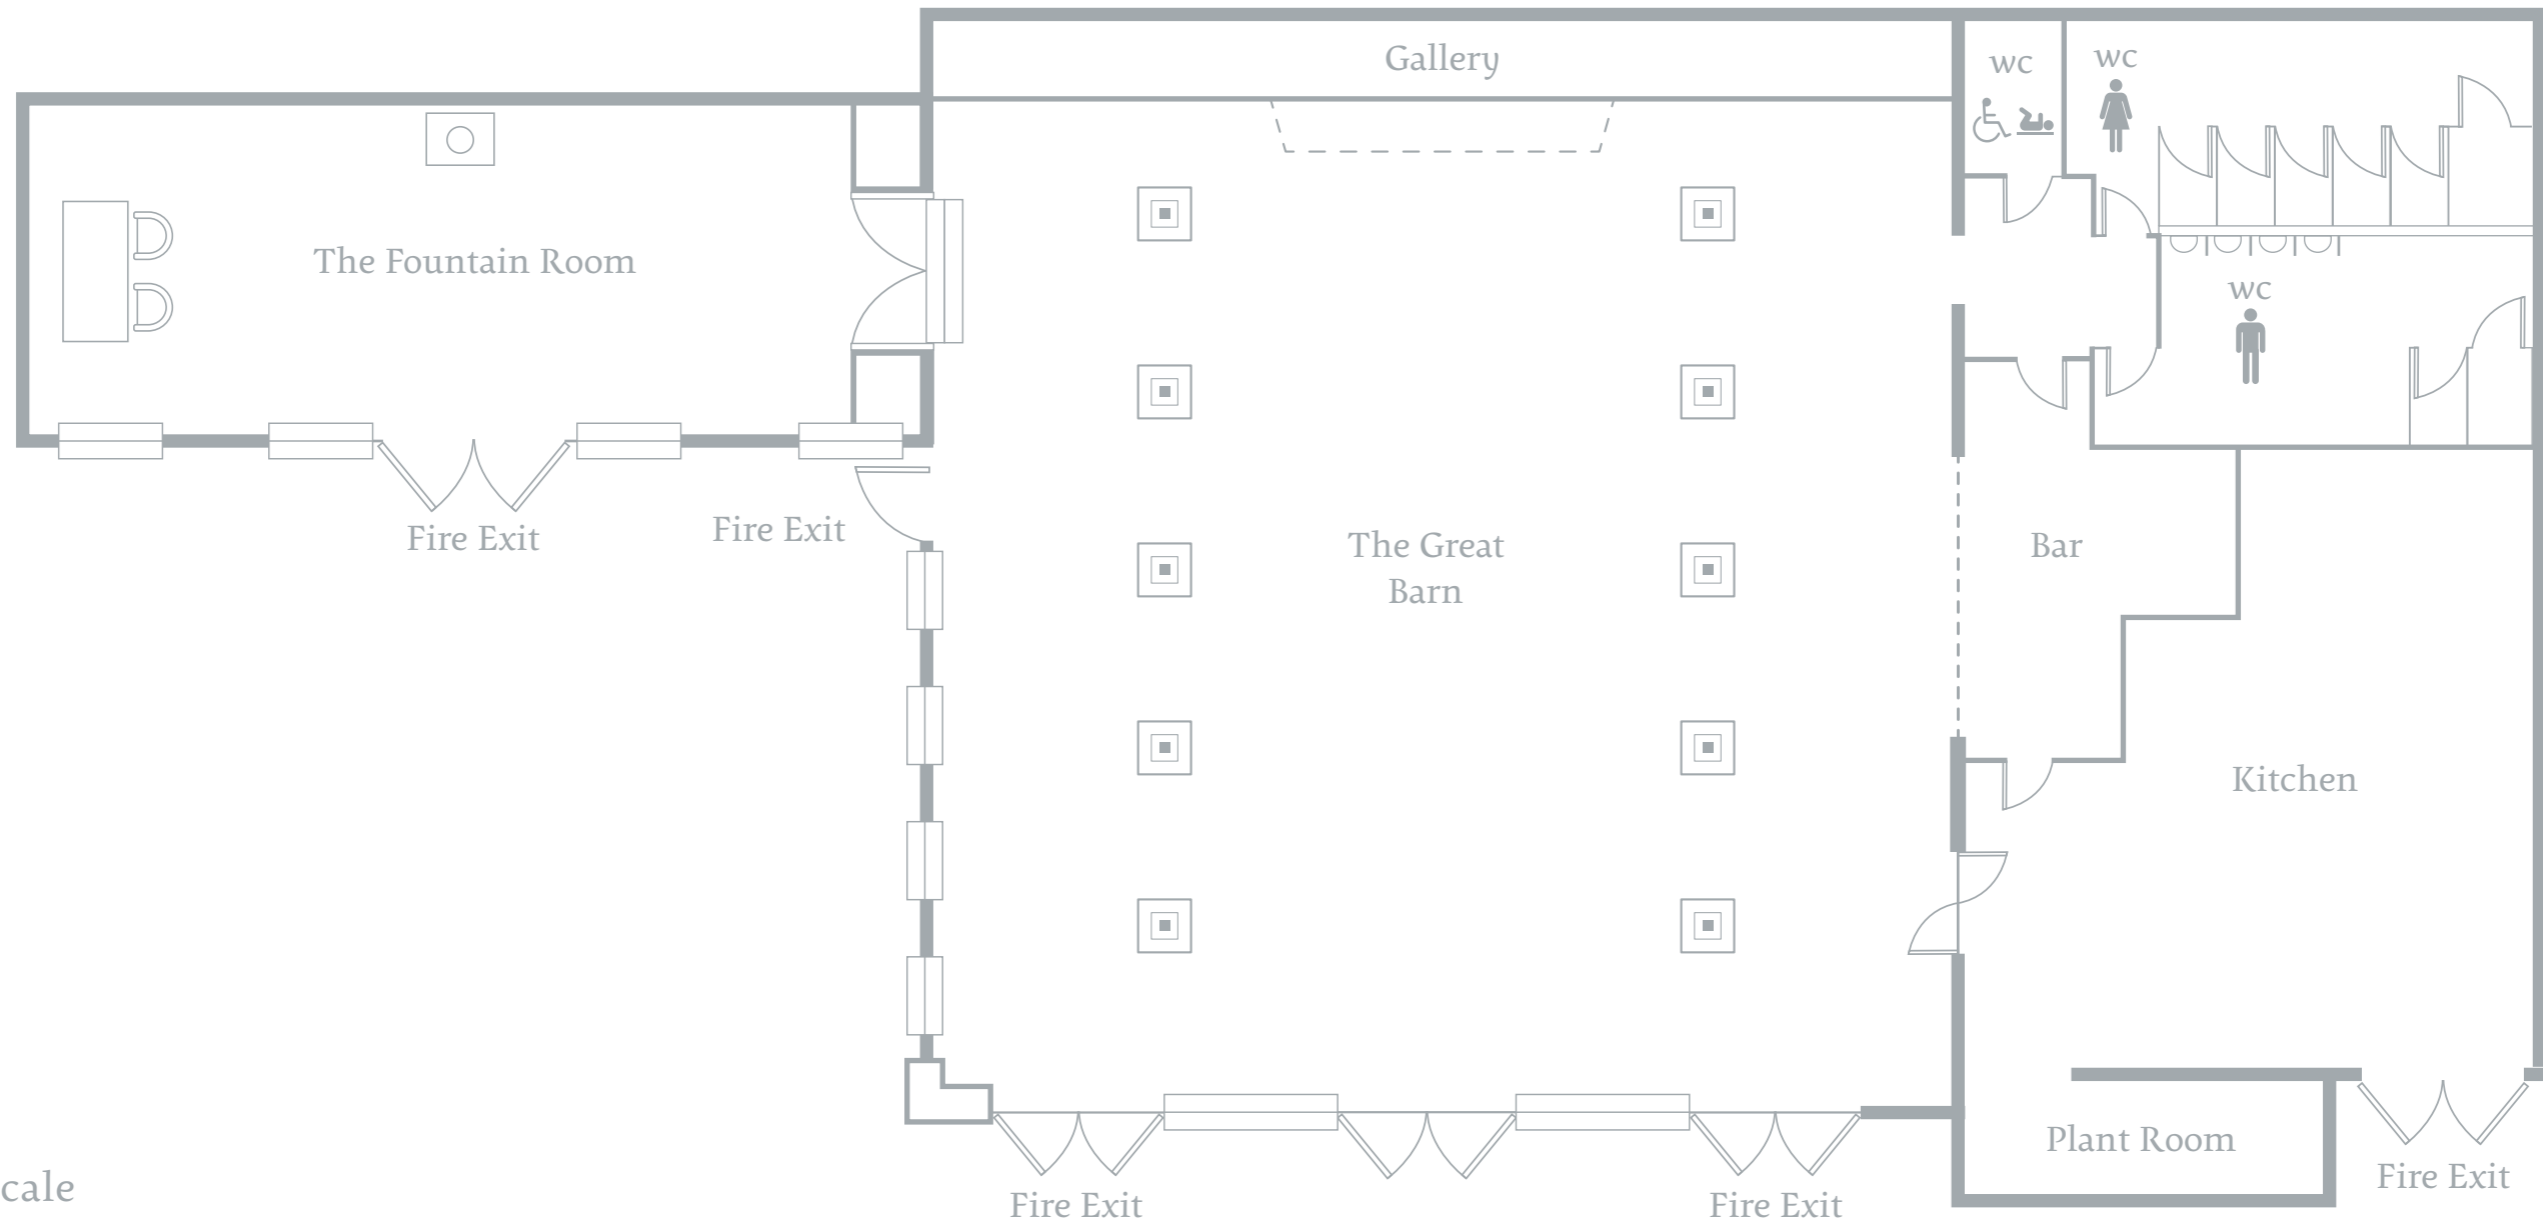 Gallery
wc
wc
The Fountain Room
wc
Fire Exit
Fire Exit
The Great
Barn
Bar
Kitchen
Plant Room
Fire Exit
Fire Exit
Fire Exit
cale